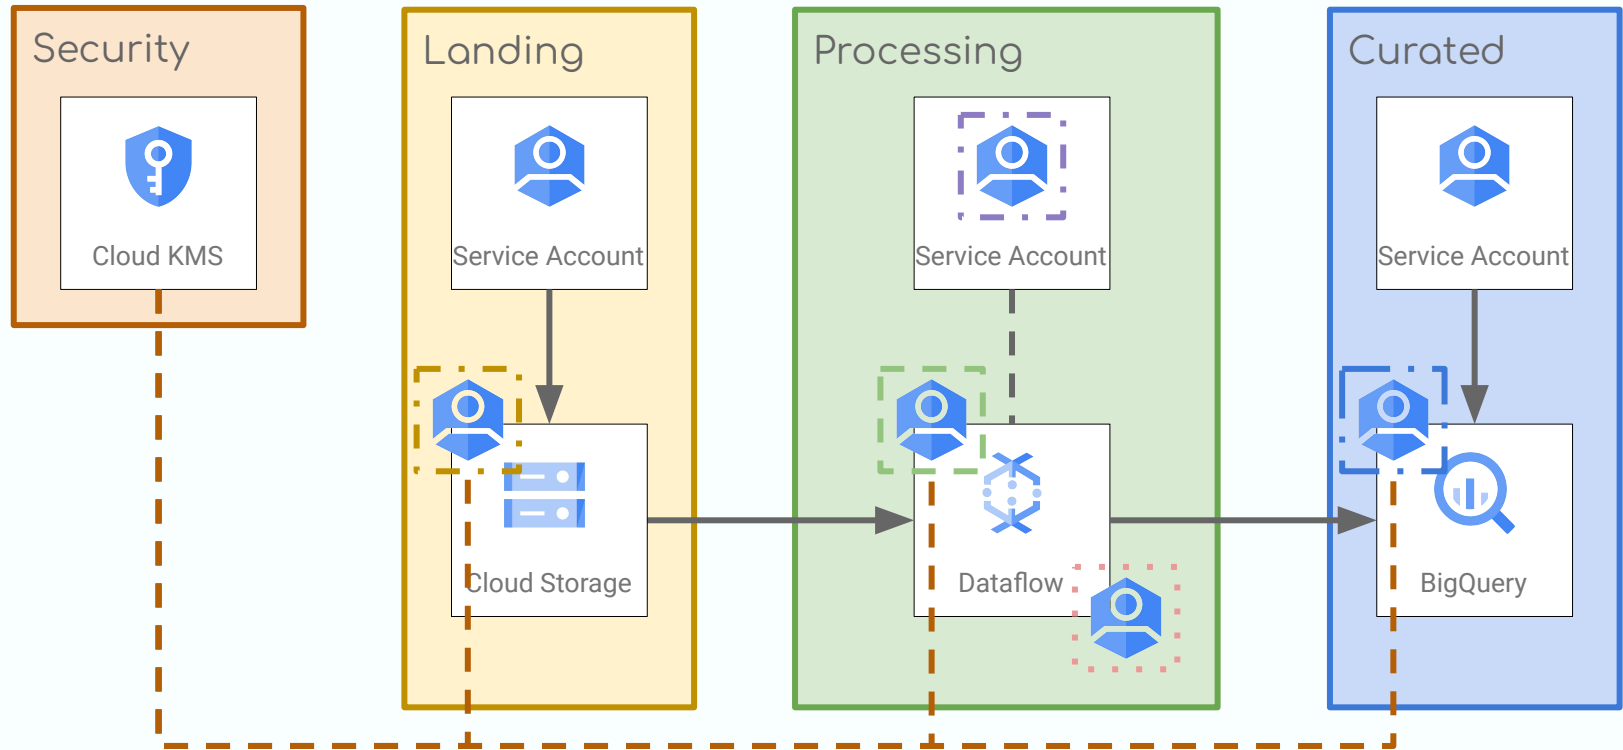 Security
Cloud KMS
Landing
Service Account
Cloud Storage
Processing
Service Account
Dataflow
Curated
Service Account
BigQuery